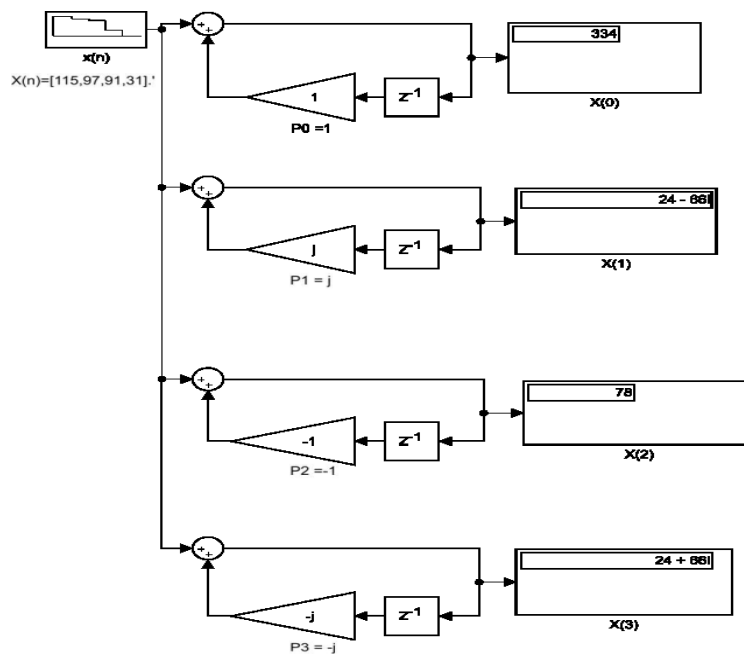 x(n)
X(n)=[115,97,91,31].'
+
+
334
X(0)
1
Z-1
P0 =1
+
+
24 - 66i
X(1)
j
Z-1
P1 = j
+
+
78
X(2)
-1
Z-1
P2 =-1
+
+
24 + 66i
X(3)
-j
Z-1
P3 = -j